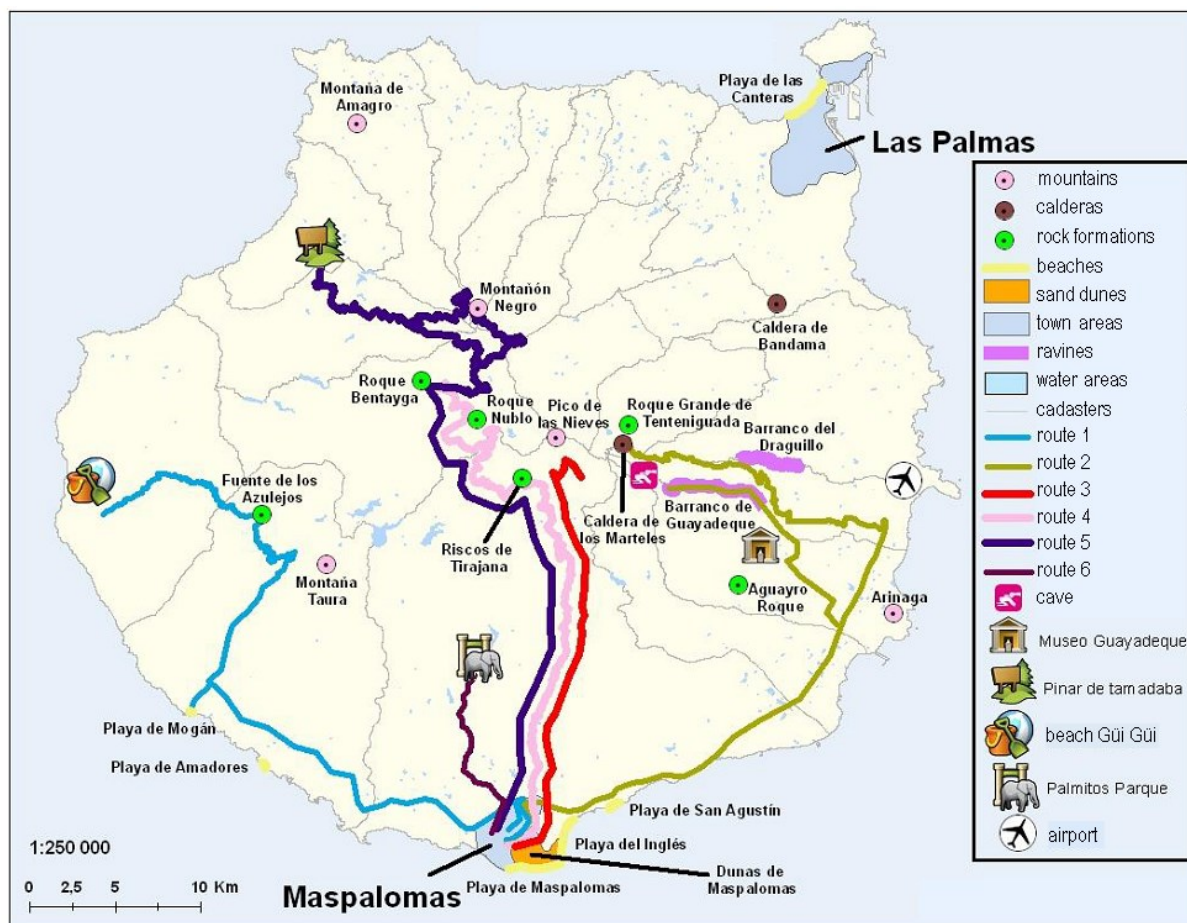 Montaña de
Amagro
Playa de las
Canteras
Las Palmas
Montañón
Negro
Caldera de
Bandama
Roque
Bentayga
Roque
Nublo
Pico de
las Nieves
Roque Grande de
Tenteniguada
Barranco del
Draguillo
Fuente de los
Azulejos
Riscos de
Tirajana
Caldera de
los Marteles
Barranco de
Guayadeque
Montaña
Taura
Aguayro
Roque
Arinaga
Playa de Mogán
Playa de Amadores
Playa de San Agustín
Playa del Inglés
Maspalomas
Playa de Maspalomas
Dunas de
Maspalomas
1:250 000
0 2,5 5 10 Km
mountains
calderas
rock formations
beaches
sand dunes
town areas
ravines
water areas
cadasters
route 1
route 2
route 3
route 4
route 5
route 6
cave
Museo Guayadeque
Pinar de tamadaba
beach Güi Güi
Palmitos Parque
airport